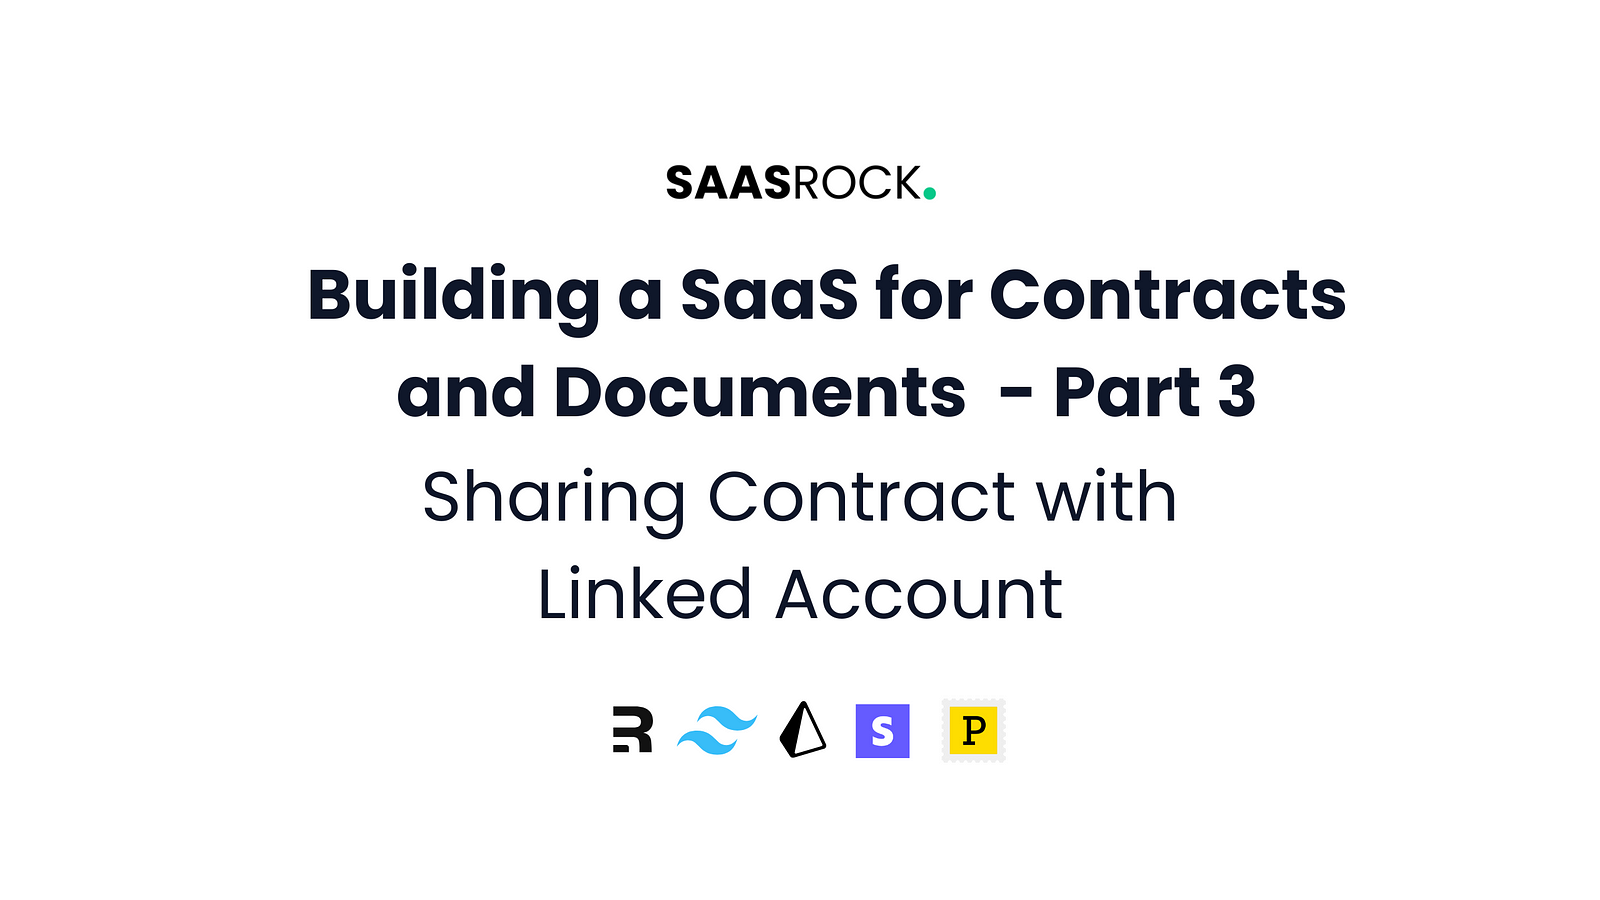 SAASROCK.
Building a SaaS for Contracts
and Documents - Part 3
Sharing Contract with
Linked Account
R S P